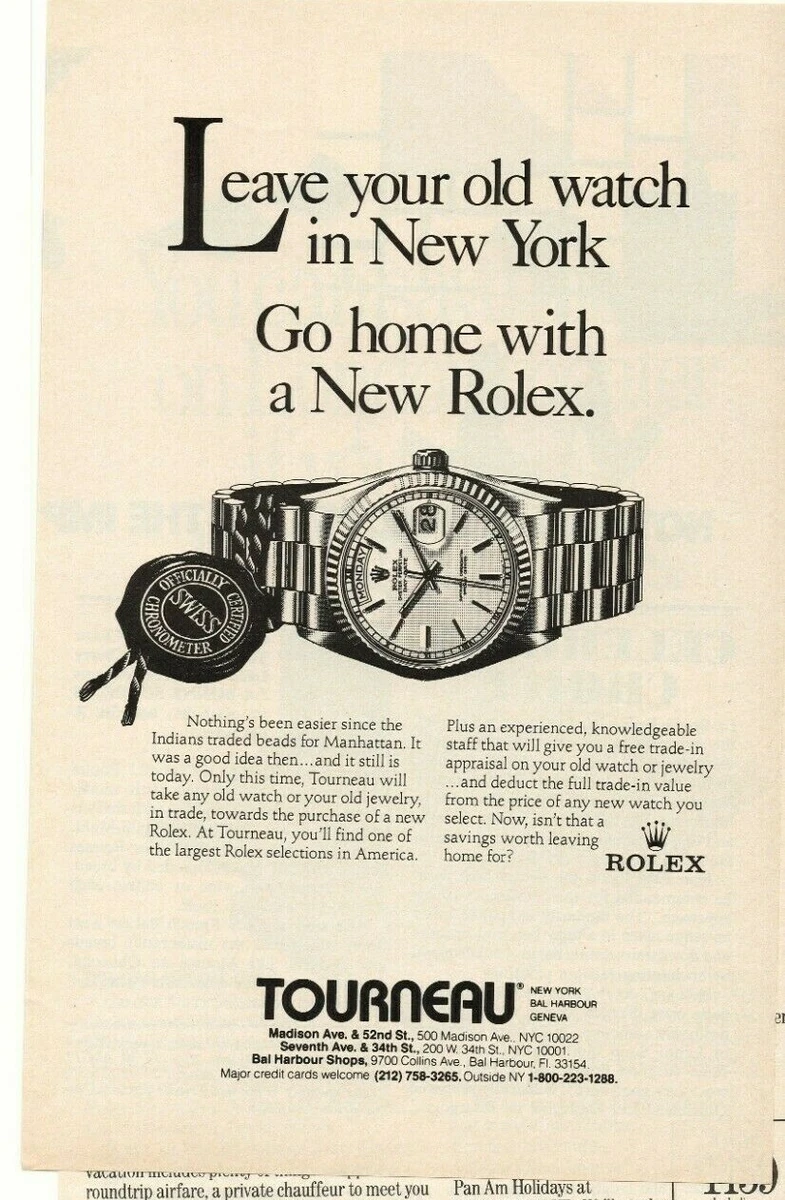 Leave your old watch
in New York
Go home with
a New Rolex.
28
MONDAY
ROLEX
OFFICIALLY CERTIFIED
SWISS
CHRONOMETER
Nothing's been easier since the
Indians traded beads for Manhattan. It
was a good idea then...and it still is
today. Only this time, Tourneau will
take any old watch or your old jewelry,
in trade, towards the purchase of a new
Rolex. At Tourneau, you'll find one of
the largest Rolex selections in America.
Plus an experienced, knowledgeable
staff that will give you a free trade-in
appraisal on your old watch or jewelry
...and deduct the full trade-in value
from the price of any new watch you
select. Now, isn't that a
savings worth leaving
home for?
ROLEX
TOURNEAU®
NEW YORK
BAL HARBOUR
GENEVA
Madison Ave. & 52nd St., 500 Madison Ave., NYC 10022
Seventh Ave. & 34th St., 200 W. 34th St., NYC 10001.
Bal Harbour Shops, 9700 Collins Ave., Bal Harbour, Fl. 33154.
Major credit cards welcome (212) 758-3265. Outside NY 1-800-223-1288.
vacation includes plenty of
roundtrip airfare, a private chauffeur to meet you
Pan Am Holidays at